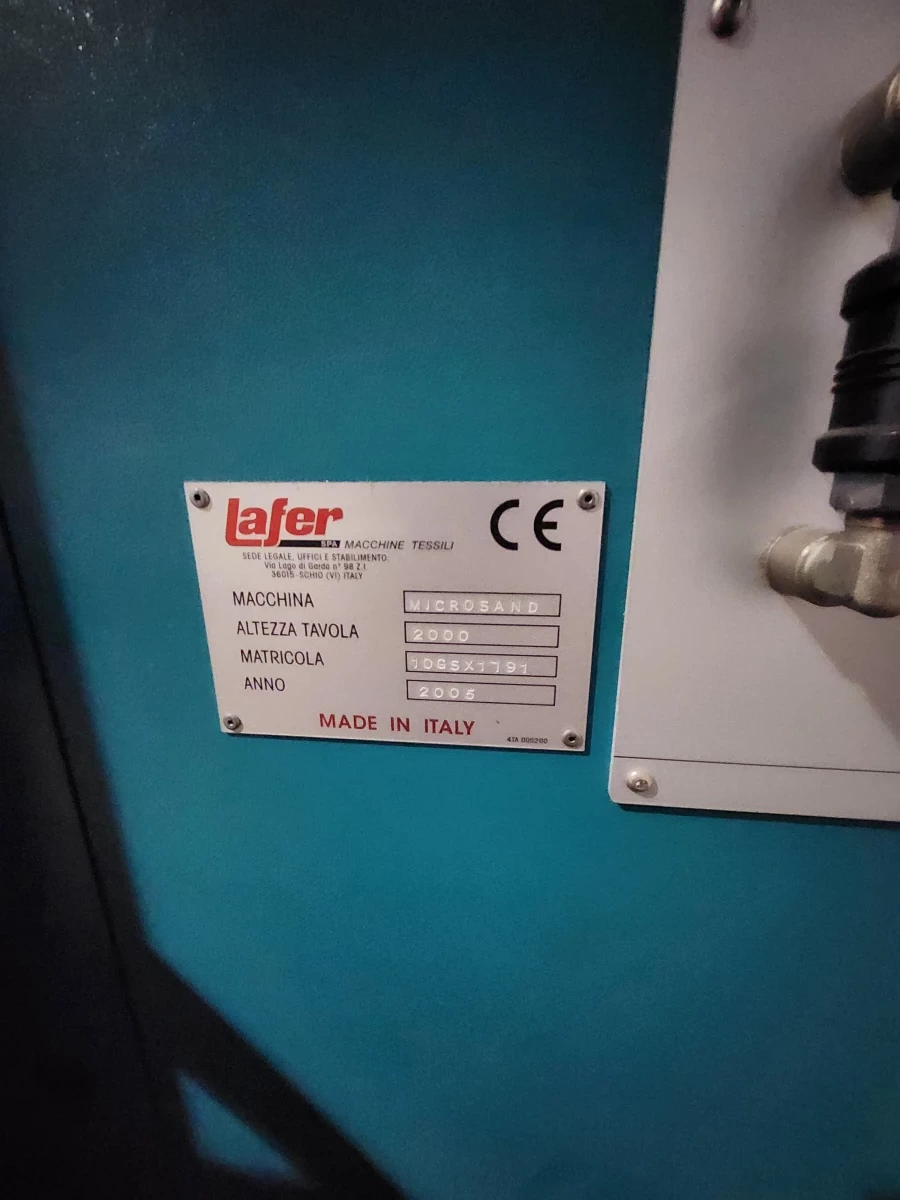 lafer
SPA MACCHINE TESSILI
CE
SEDE LEGALE, UFFICI E STABILIMENTO:
Via Lago di Garda n° 98 Z.I.
36015-SCHIO (VI) ITALY
MACCHINA MICROSAND
ALTEZZA TAVOLA 2000
MATRICOLA 10GSX1791
ANNO 2005
MADE IN ITALY